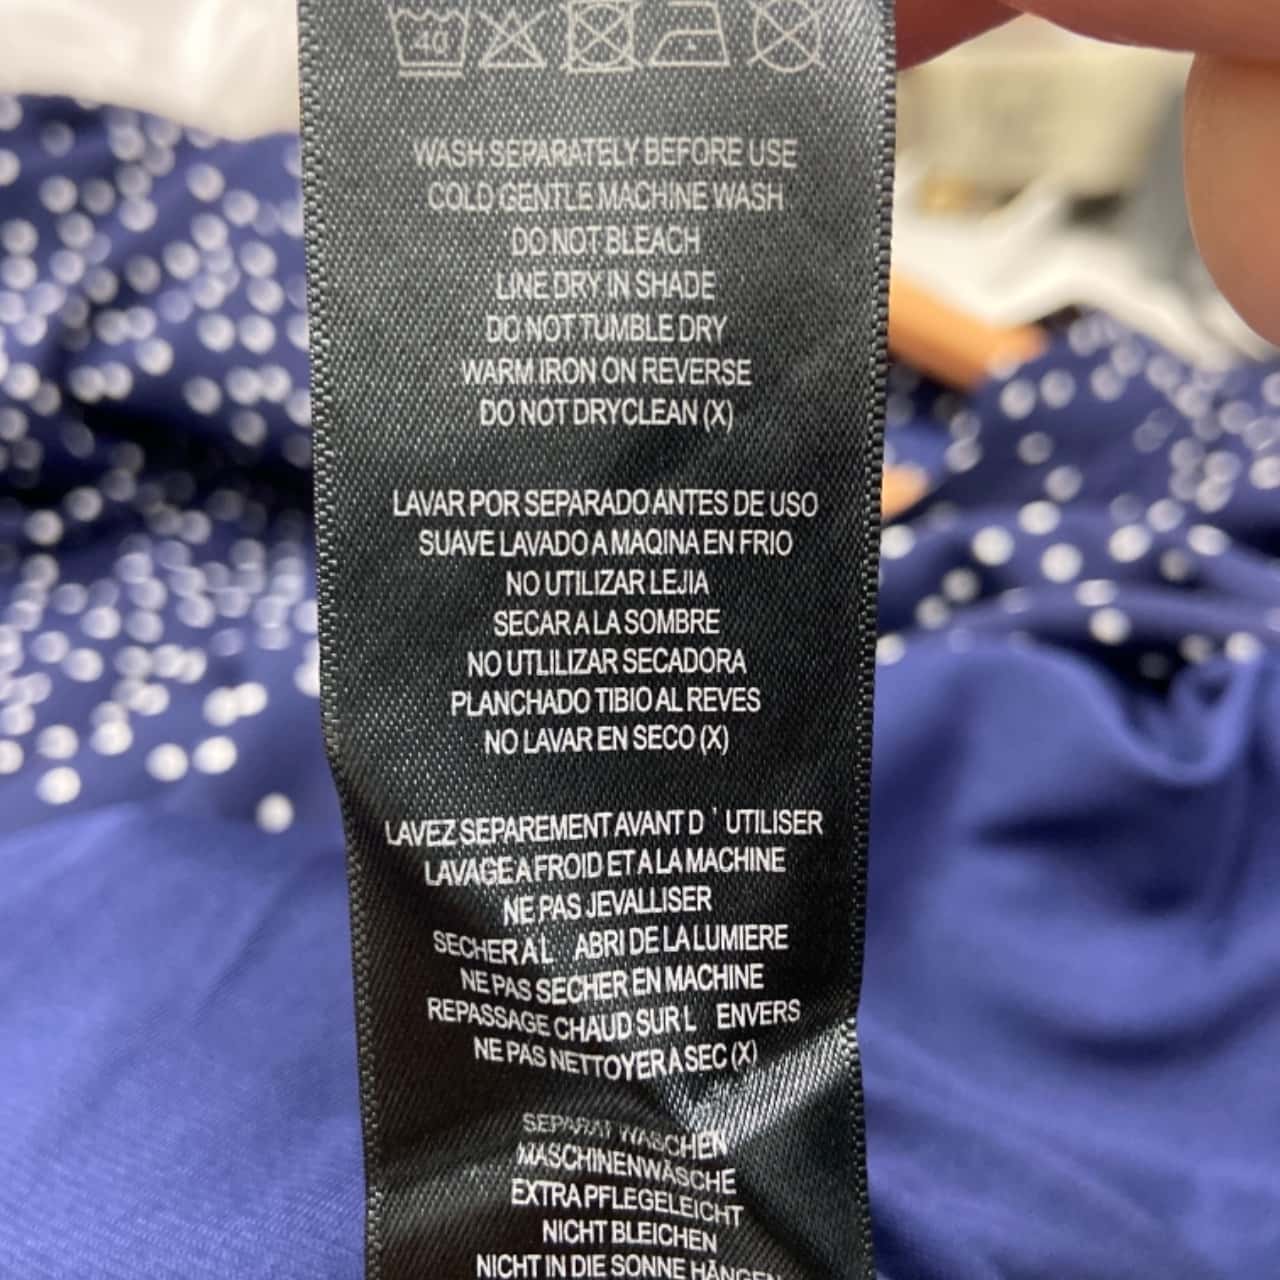 40
WASH SEPARATELY BEFORE USE
COLD GENTLE MACHINE WASH
DO NOT BLEACH
LINE DRY IN SHADE
DO NOT TUMBLE DRY
WARM IRON ON REVERSE
DO NOT DRYCLEAN (X)
LAVAR POR SEPARADO ANTES DE USO
SUAVE LAVADO A MAQINA EN FRIO
NO UTILIZAR LEJIA
SECAR A LA SOMBRE
NO UTLILIZAR SECADORA
PLANCHADO TIBIO AL REVES
NO LAVAR EN SECO (X)
LAVEZ SEPAREMENT AVANT D ' UTILISER
LAVAGE A FROID ET A LA MACHINE
NE PAS JEVALLISER
SECHER A L ABRI DE LA LUMIERE
NE PAS SECHER EN MACHINE
REPASSAGE CHAUD SUR L ENVERS
NE PAS NETTOYER A SEC (X)
SEPARAT WASCHEN
MASCHINENWÄSCHE
EXTRA PFLEGELEICHT
NICHT BLEICHEN
NICHT IN DIE SONNE HÄNGEN